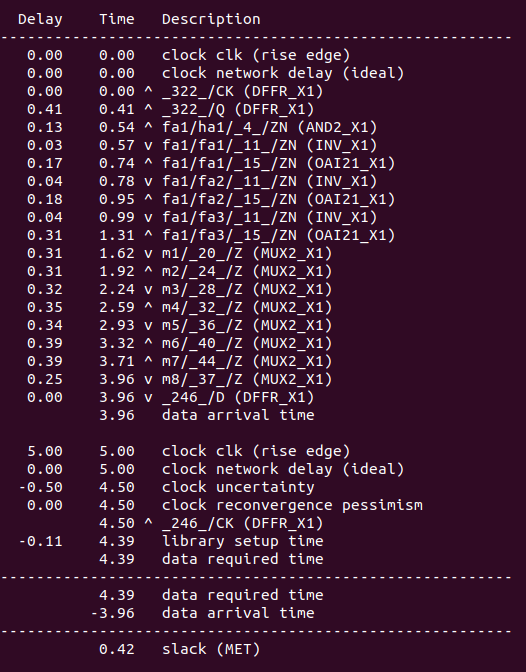 Delay    Time   Description
---------------------------------------------------------
0.00    0.00   clock clk (rise edge)
0.00    0.00   clock network delay (ideal)
0.00    0.00 ^ _322_/CK (DFFR_X1)
0.41    0.41 ^ _322_/Q (DFFR_X1)
0.13    0.54 ^ fa1/ha1/_4_/ZN (AND2_X1)
0.03    0.57 v fa1/fa1/_11_/ZN (INV_X1)
0.17    0.74 ^ fa1/fa1/_15_/ZN (OAI21_X1)
0.04    0.78 v fa1/fa2/_11_/ZN (INV_X1)
0.18    0.95 ^ fa1/fa2/_15_/ZN (OAI21_X1)
0.04    0.99 v fa1/fa3/_11_/ZN (INV_X1)
0.31    1.31 ^ fa1/fa3/_15_/ZN (OAI21_X1)
0.31    1.62 v m1/_20_/Z (MUX2_X1)
0.31    1.92 ^ m2/_24_/Z (MUX2_X1)
0.32    2.24 v m3/_28_/Z (MUX2_X1)
0.35    2.59 ^ m4/_32_/Z (MUX2_X1)
0.34    2.93 v m5/_36_/Z (MUX2_X1)
0.39    3.32 ^ m6/_40_/Z (MUX2_X1)
0.39    3.71 ^ m7/_44_/Z (MUX2_X1)
0.25    3.96 v m8/_37_/Z (MUX2_X1)
0.00    3.96 v _246_/D (DFFR_X1)
3.96   data arrival time
5.00    5.00   clock clk (rise edge)
0.00    5.00   clock network delay (ideal)
-0.50    4.50   clock uncertainty
0.00    4.50   clock reconvergence pessimism
4.50 ^ _246_/CK (DFFR_X1)
-0.11    4.39   library setup time
4.39   data required time
---------------------------------------------------------
4.39   data required time
-3.96   data arrival time
---------------------------------------------------------
0.42   slack (MET)